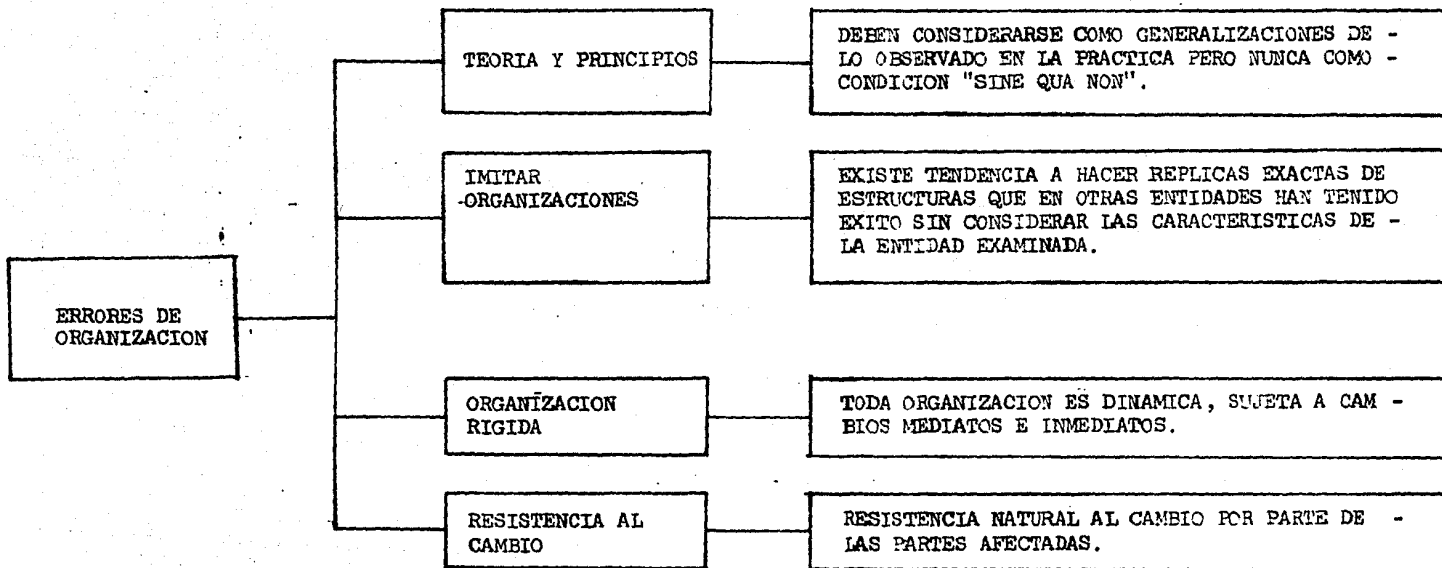 TEORIA Y PRINCIPIOS
DEBEN CONSIDERARSE COMO GENERALIZACIONES DE -
LO OBSERVADO EN LA PRACTICA PERO NUNCA COMO -
CONDICION "SINE QUA NON".
IMITAR
-ORGANIZACIONES
EXISTE TENDENCIA A HACER REPLICAS EXACTAS DE
ESTRUCTURAS QUE EN OTRAS ENTIDADES HAN TENIDO
EXITO SIN CONSIDERAR LAS CARACTERISTICAS DE -
LA ENTIDAD EXAMINADA.
ERRORES DE
ORGANIZACION
ORGANIZACION
RIGIDA
TODA ORGANIZACION ES DINAMICA, SUJETA A CAM -
BIOS MEDIATOS E INMEDIATOS.
RESISTENCIA AL
CAMBIO
RESISTENCIA NATURAL AL CAMBIO POR PARTE DE -
LAS PARTES AFECTADAS.